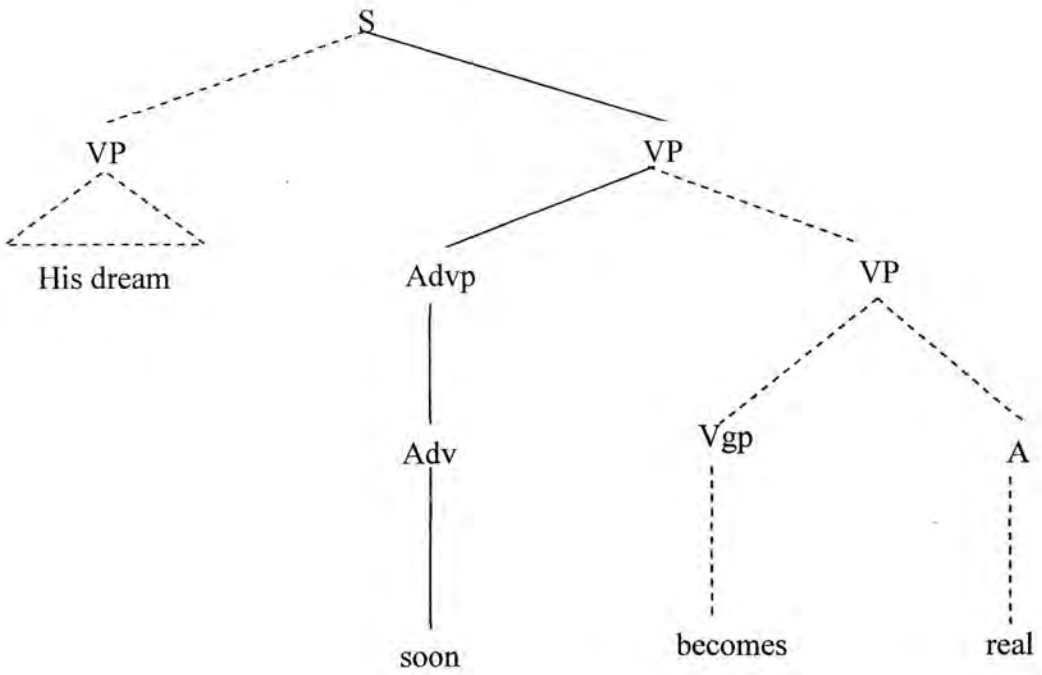 S
VP VP
His dream Advp VP
Adv Vgp A
soon becomes real